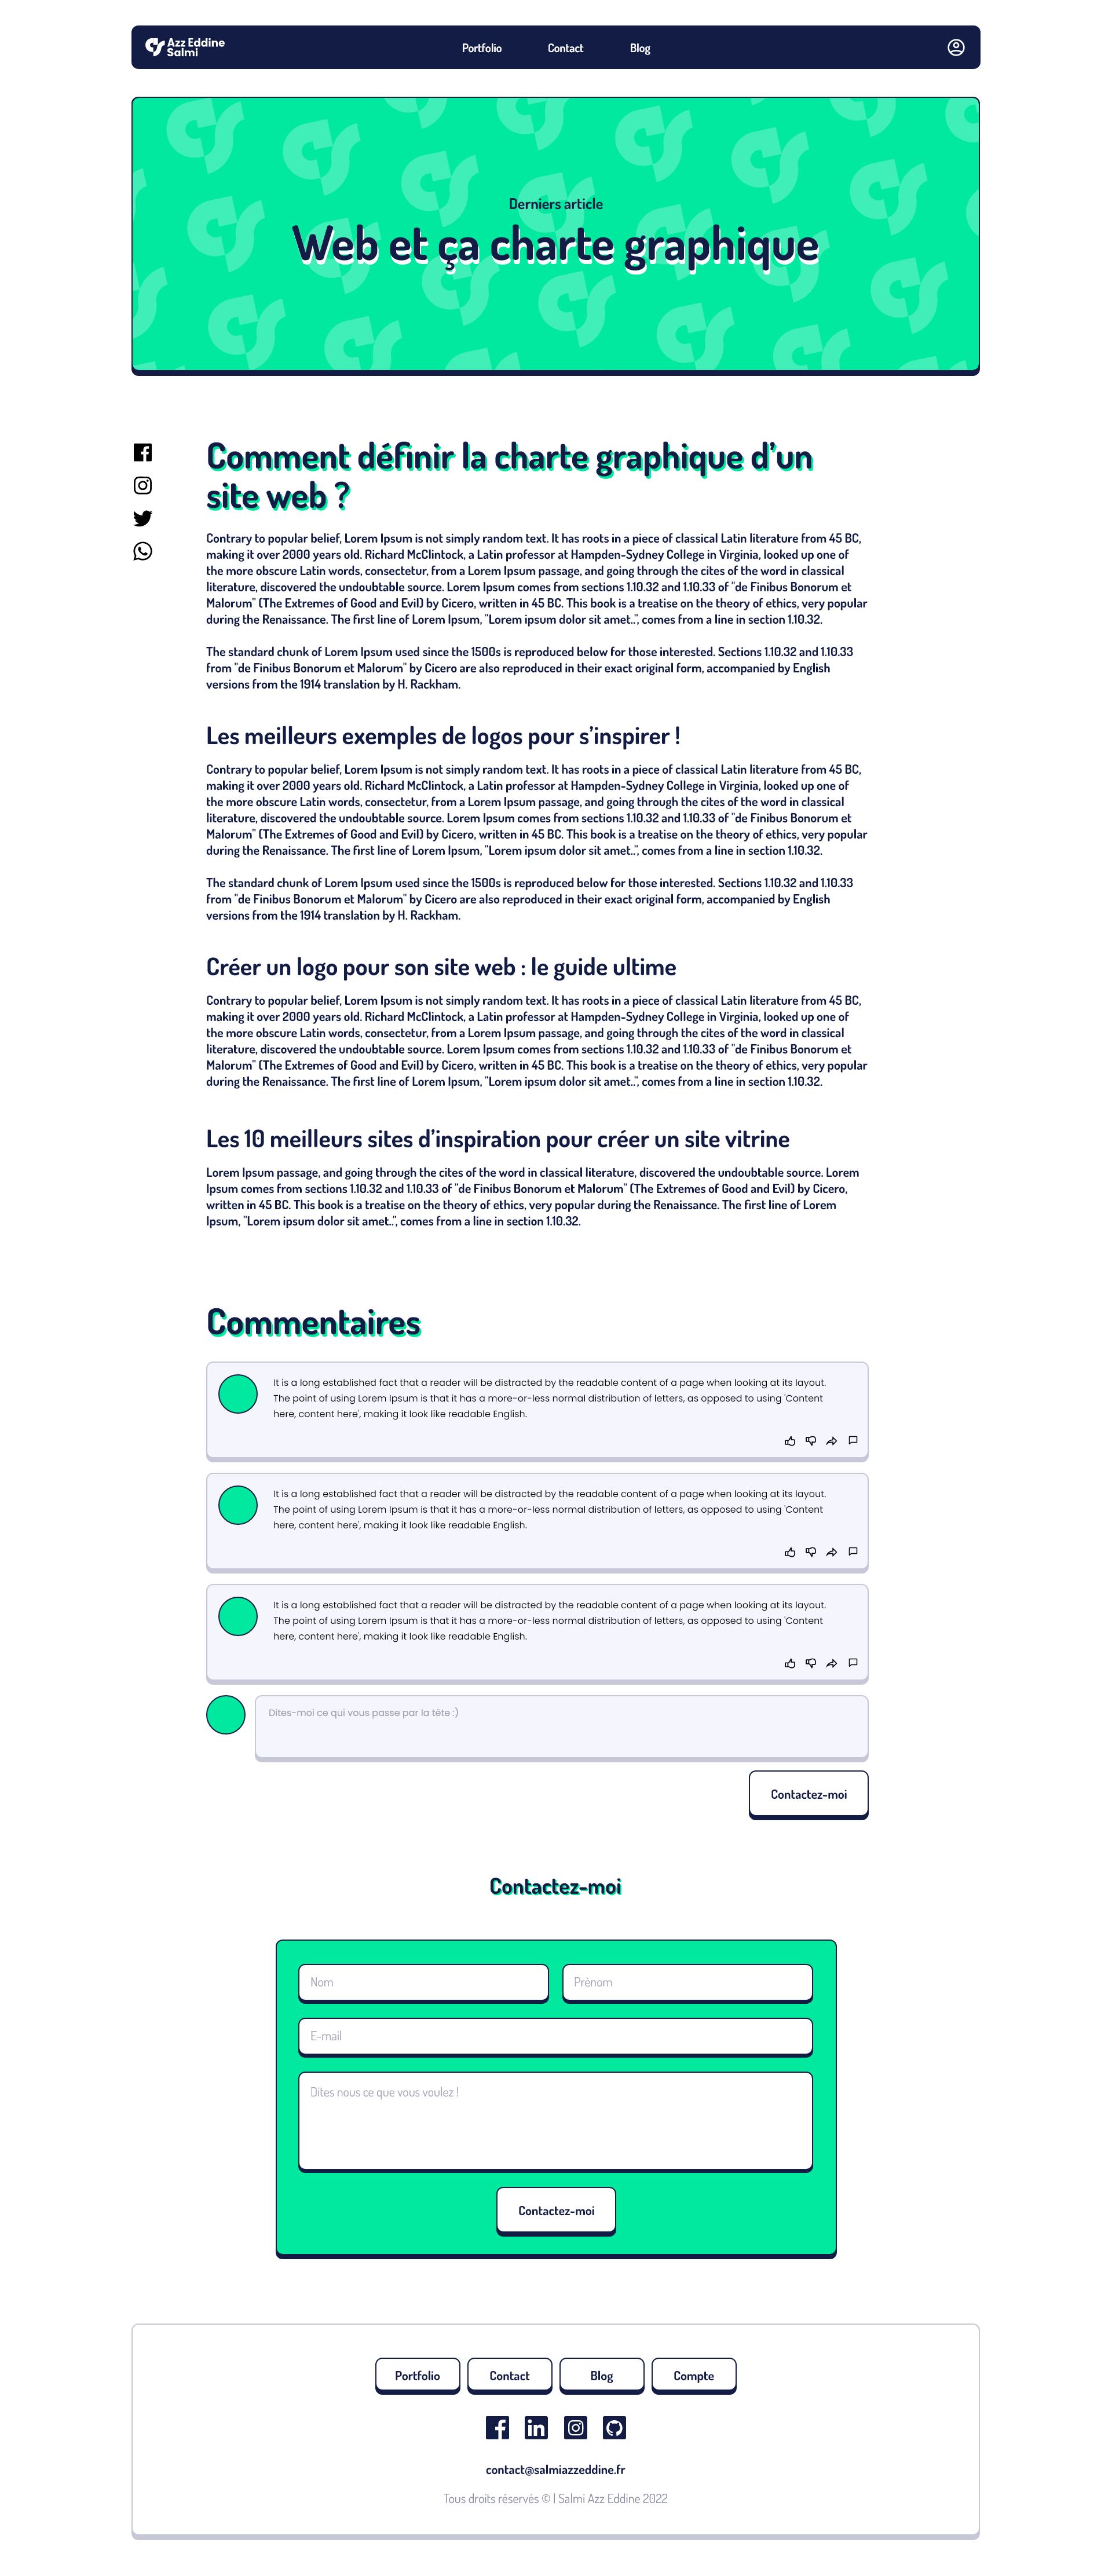 Azz Eddine
Salmi
Portfolio
Contact
Blog
Derniers article
Web et ça charte graphique
Comment définir la charte graphique d’un
site web ?
Contrary to popular belief, Lorem Ipsum is not simply random text. It has roots in a piece of classical Latin literature from 45 BC,
making it over 2000 years old. Richard McClintock, a Latin professor at Hampden-Sydney College in Virginia, looked up one of
the more obscure Latin words, consectetur, from a Lorem Ipsum passage, and going through the cites of the word in classical
literature, discovered the undoubtable source. Lorem Ipsum comes from sections 1.10.32 and 1.10.33 of "de Finibus Bonorum et
Malorum" (The Extremes of Good and Evil) by Cicero, written in 45 BC. This book is a treatise on the theory of ethics, very popular
during the Renaissance. The first line of Lorem Ipsum, "Lorem ipsum dolor sit amet..", comes from a line in section 1.10.32.
The standard chunk of Lorem Ipsum used since the 1500s is reproduced below for those interested. Sections 1.10.32 and 1.10.33
from "de Finibus Bonorum et Malorum" by Cicero are also reproduced in their exact original form, accompanied by English
versions from the 1914 translation by H. Rackham.
Les meilleurs exemples de logos pour s’inspirer !
Contrary to popular belief, Lorem Ipsum is not simply random text. It has roots in a piece of classical Latin literature from 45 BC,
making it over 2000 years old. Richard McClintock, a Latin professor at Hampden-Sydney College in Virginia, looked up one of
the more obscure Latin words, consectetur, from a Lorem Ipsum passage, and going through the cites of the word in classical
literature, discovered the undoubtable source. Lorem Ipsum comes from sections 1.10.32 and 1.10.33 of "de Finibus Bonorum et
Malorum" (The Extremes of Good and Evil) by Cicero, written in 45 BC. This book is a treatise on the theory of ethics, very popular
during the Renaissance. The first line of Lorem Ipsum, "Lorem ipsum dolor sit amet..", comes from a line in section 1.10.32.
The standard chunk of Lorem Ipsum used since the 1500s is reproduced below for those interested. Sections 1.10.32 and 1.10.33
from "de Finibus Bonorum et Malorum" by Cicero are also reproduced in their exact original form, accompanied by English
versions from the 1914 translation by H. Rackham.
Créer un logo pour son site web : le guide ultime
Contrary to popular belief, Lorem Ipsum is not simply random text. It has roots in a piece of classical Latin literature from 45 BC,
making it over 2000 years old. Richard McClintock, a Latin professor at Hampden-Sydney College in Virginia, looked up one of
the more obscure Latin words, consectetur, from a Lorem Ipsum passage, and going through the cites of the word in classical
literature, discovered the undoubtable source. Lorem Ipsum comes from sections 1.10.32 and 1.10.33 of "de Finibus Bonorum et
Malorum" (The Extremes of Good and Evil) by Cicero, written in 45 BC. This book is a treatise on the theory of ethics, very popular
during the Renaissance. The first line of Lorem Ipsum, "Lorem ipsum dolor sit amet..", comes from a line in section 1.10.32.
Les 10 meilleurs sites d’inspiration pour créer un site vitrine
Lorem Ipsum passage, and going through the cites of the word in classical literature, discovered the undoubtable source. Lorem
Ipsum comes from sections 1.10.32 and 1.10.33 of "de Finibus Bonorum et Malorum" (The Extremes of Good and Evil) by Cicero,
written in 45 BC. This book is a treatise on the theory of ethics, very popular during the Renaissance. The first line of Lorem
Ipsum, "Lorem ipsum dolor sit amet..", comes from a line in section 1.10.32.
Commentaires
It is a long established fact that a reader will be distracted by the readable content of a page when looking at its layout.
The point of using Lorem Ipsum is that it has a more-or-less normal distribution of letters, as opposed to using 'Content
here, content here', making it look like readable English.
It is a long established fact that a reader will be distracted by the readable content of a page when looking at its layout.
The point of using Lorem Ipsum is that it has a more-or-less normal distribution of letters, as opposed to using 'Content
here, content here', making it look like readable English.
It is a long established fact that a reader will be distracted by the readable content of a page when looking at its layout.
The point of using Lorem Ipsum is that it has a more-or-less normal distribution of letters, as opposed to using 'Content
here, content here', making it look like readable English.
Dites-moi ce qui vous passe par la tête :)
Contactez-moi
Contactez-moi
Nom
Prénom
E-mail
Dites nous ce que vous voulez !
Contactez-moi
Portfolio
Contact
Blog
Compte
contact@salmiazzeddine.fr
Tous droits réservés © | Salmi Azz Eddine 2022